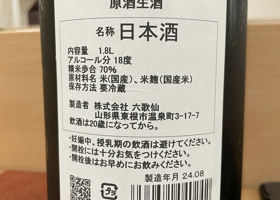 原酒生酒
名称 日本酒
内容量 1.8L
アルコール分 18度
精米歩合 70%
原材料名 米(国産)、米麹(国産米)
保存方法 要冷蔵
製造者 株式会社 六歌仙
山形県東根市温泉町3-17-7
飲酒は20歳になってから。
・妊娠中、授乳期の飲酒は避けてください。
・開栓には十分お気をつけください。
・開栓後はお早めにお飲みください。
製造年月 24.08